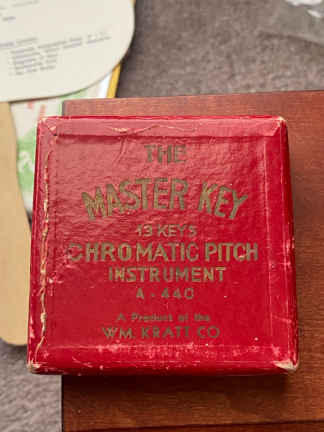 THE
MASTER KEY
13 KEYS
CHROMATIC PITCH
INSTRUMENT
A - 440
A Product of the
WM. KRATT CO.